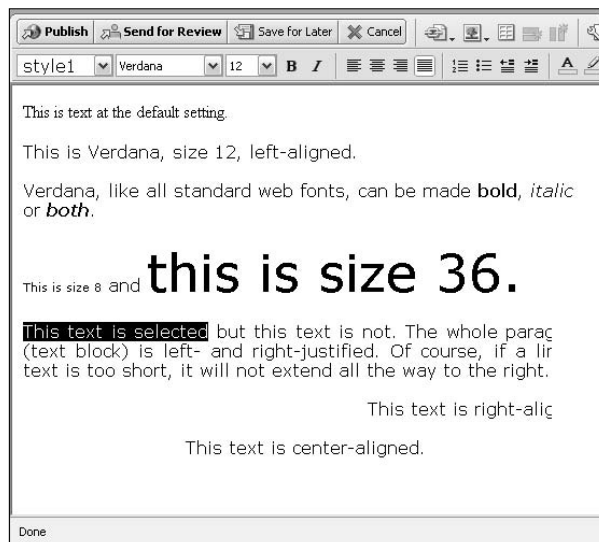 Publish Send for Review Save for Later Cancel
style1 Verdana 12 B I A
This is text at the default setting.
This is Verdana, size 12, left-aligned.
Verdana, like all standard web fonts, can be made bold, italic
or both.
This is size 8 and this is size 36.
This text is selected but this text is not. The whole parag
(text block) is left- and right-justified. Of course, if a lin
text is too short, it will not extend all the way to the right.
This text is right-alig
This text is center-aligned.
Done